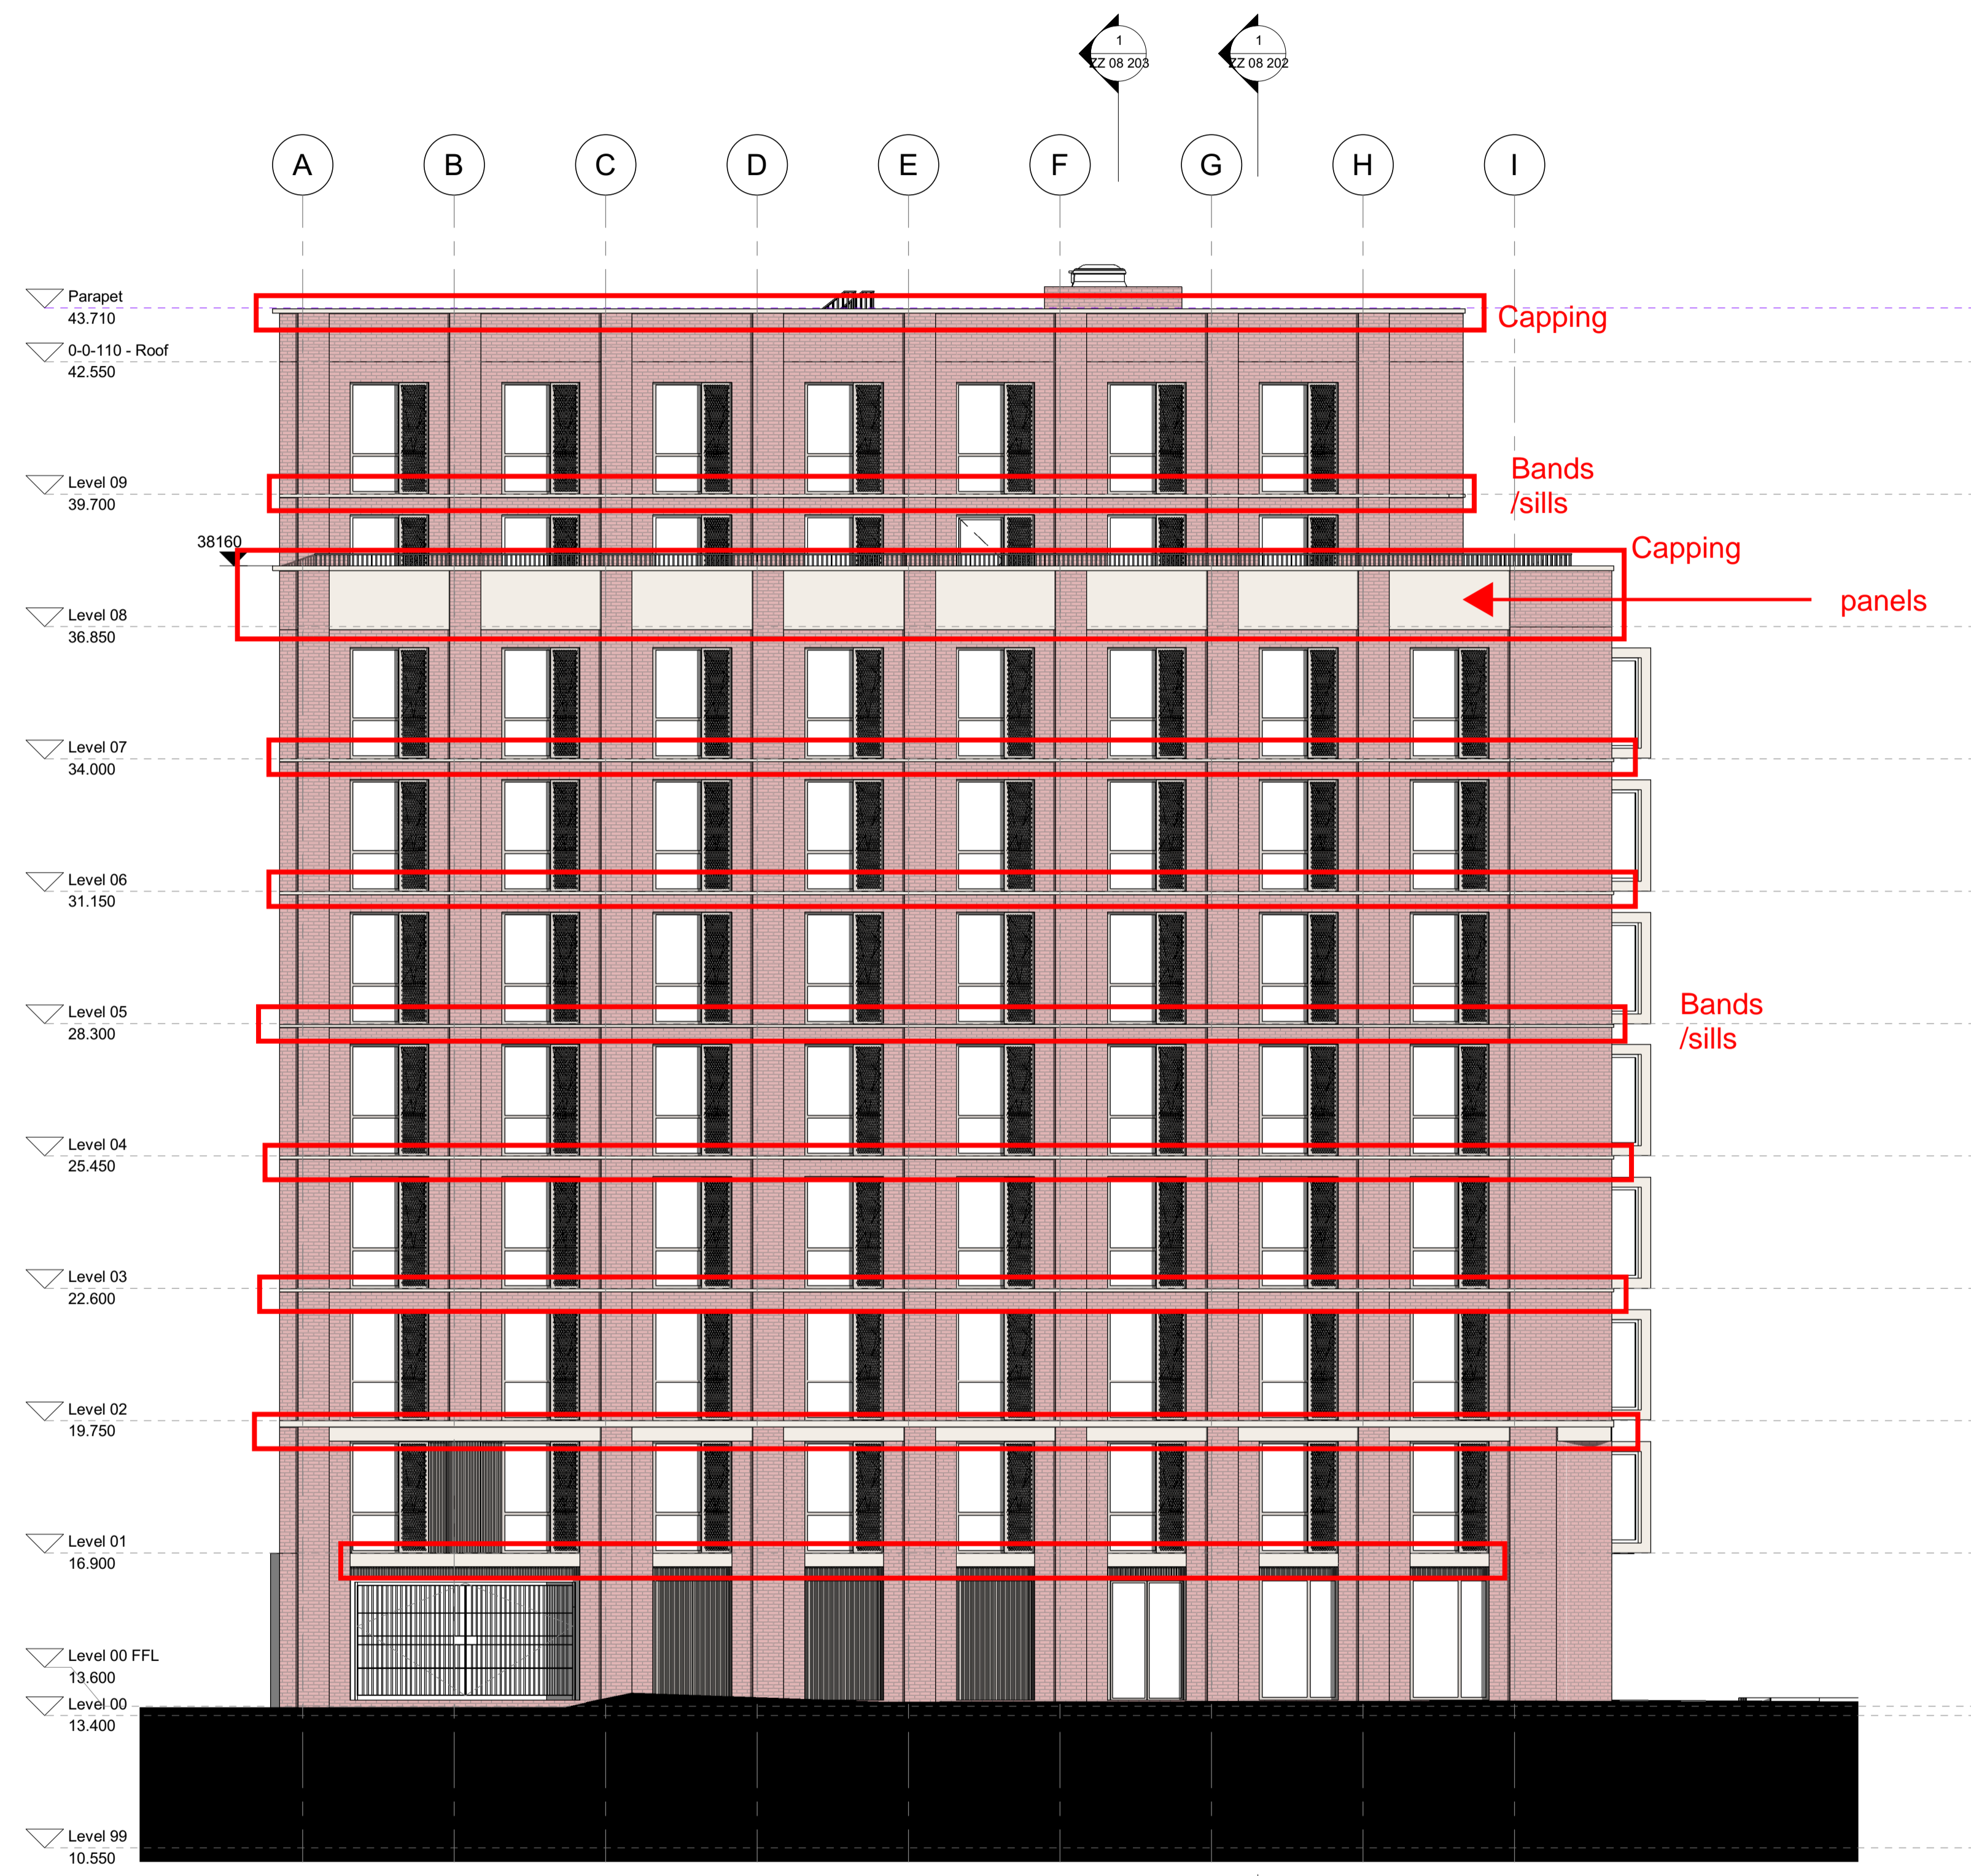 1
ZZ 08 203
1
ZZ 08 202
A B C D E F G H I
Parapet
43.710
Capping
0-0-110 - Roof
42.550
Bands
/sills
Level 09
39.700
38160
Capping
panels
Level 08
36.850
Level 07
34.000
Level 06
31.150
Bands
/sills
Level 05
28.300
Level 04
25.450
Level 03
22.600
Level 02
19.750
Level 01
16.900
Level 00 FFL
13.600
Level 00
13.400
Level 99
10.550